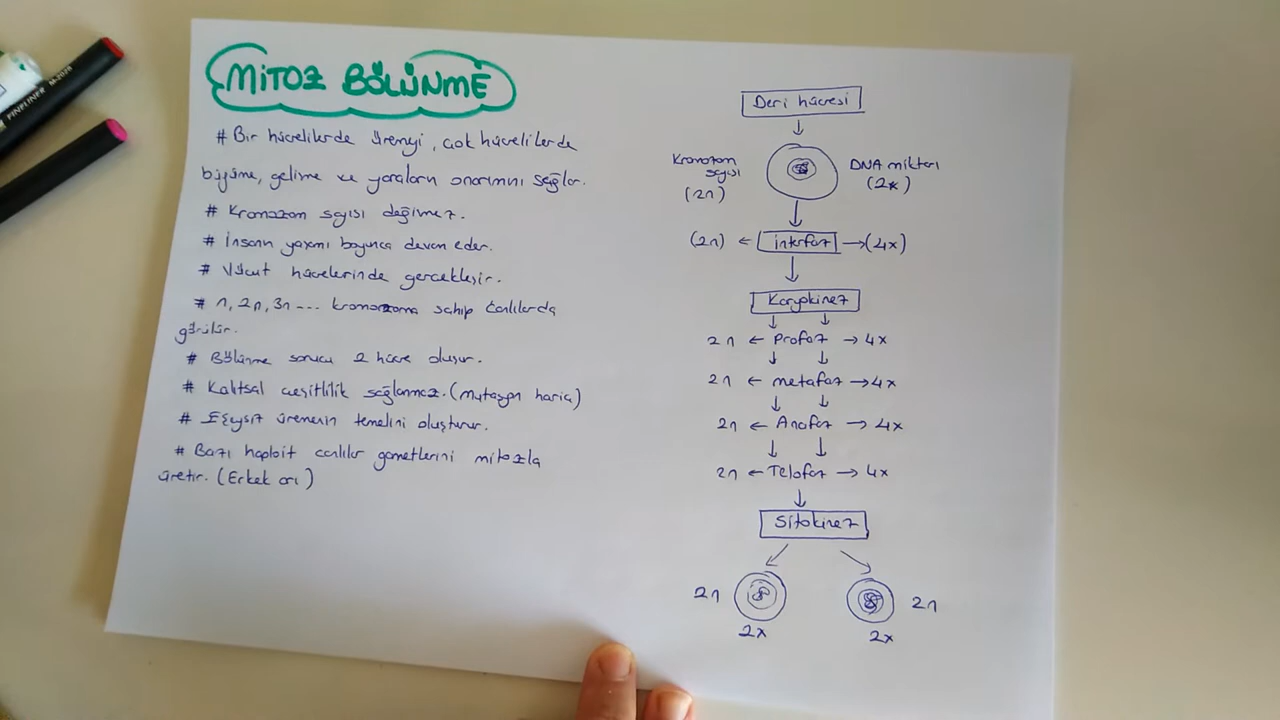 MİTOZ BÖLÜNME
# Bir hücrelilerde üremeyi, çok hücrelilerde
büyüme, gelişme ve yaraların onarımını sağlar.
# Kromozom sayısı değişmez.
# İnsanın yaşamı boyunca devam eder.
# Vücut hücrelerinde gerçekleşir.
# n, 2n, 3n ... kromozoma sahip canlılarda
görülür.
# Bölünme sonucu 2 hücre oluşur.
# Kalıtsal çeşitlilik sağlanmaz. (mutasyon hariç)
# Eşeysiz üremenin temelini oluşturur.
# Bazı haploit canlılar gametlerini mitozla
üretir. (Erkek arı)
Deri hücresi
Kromozom
sayısı
(2n)
DNA miktarı
(2x)
(2n) ← interfaz → (4x)
Karyokinez
2n ← Profaz → 4x
2n ← metafaz → 4x
2n ← Anafaz → 4x
2n ← Telofaz → 4x
Sitokinez
2n
2x
2n
2x
FINELINER M-2028